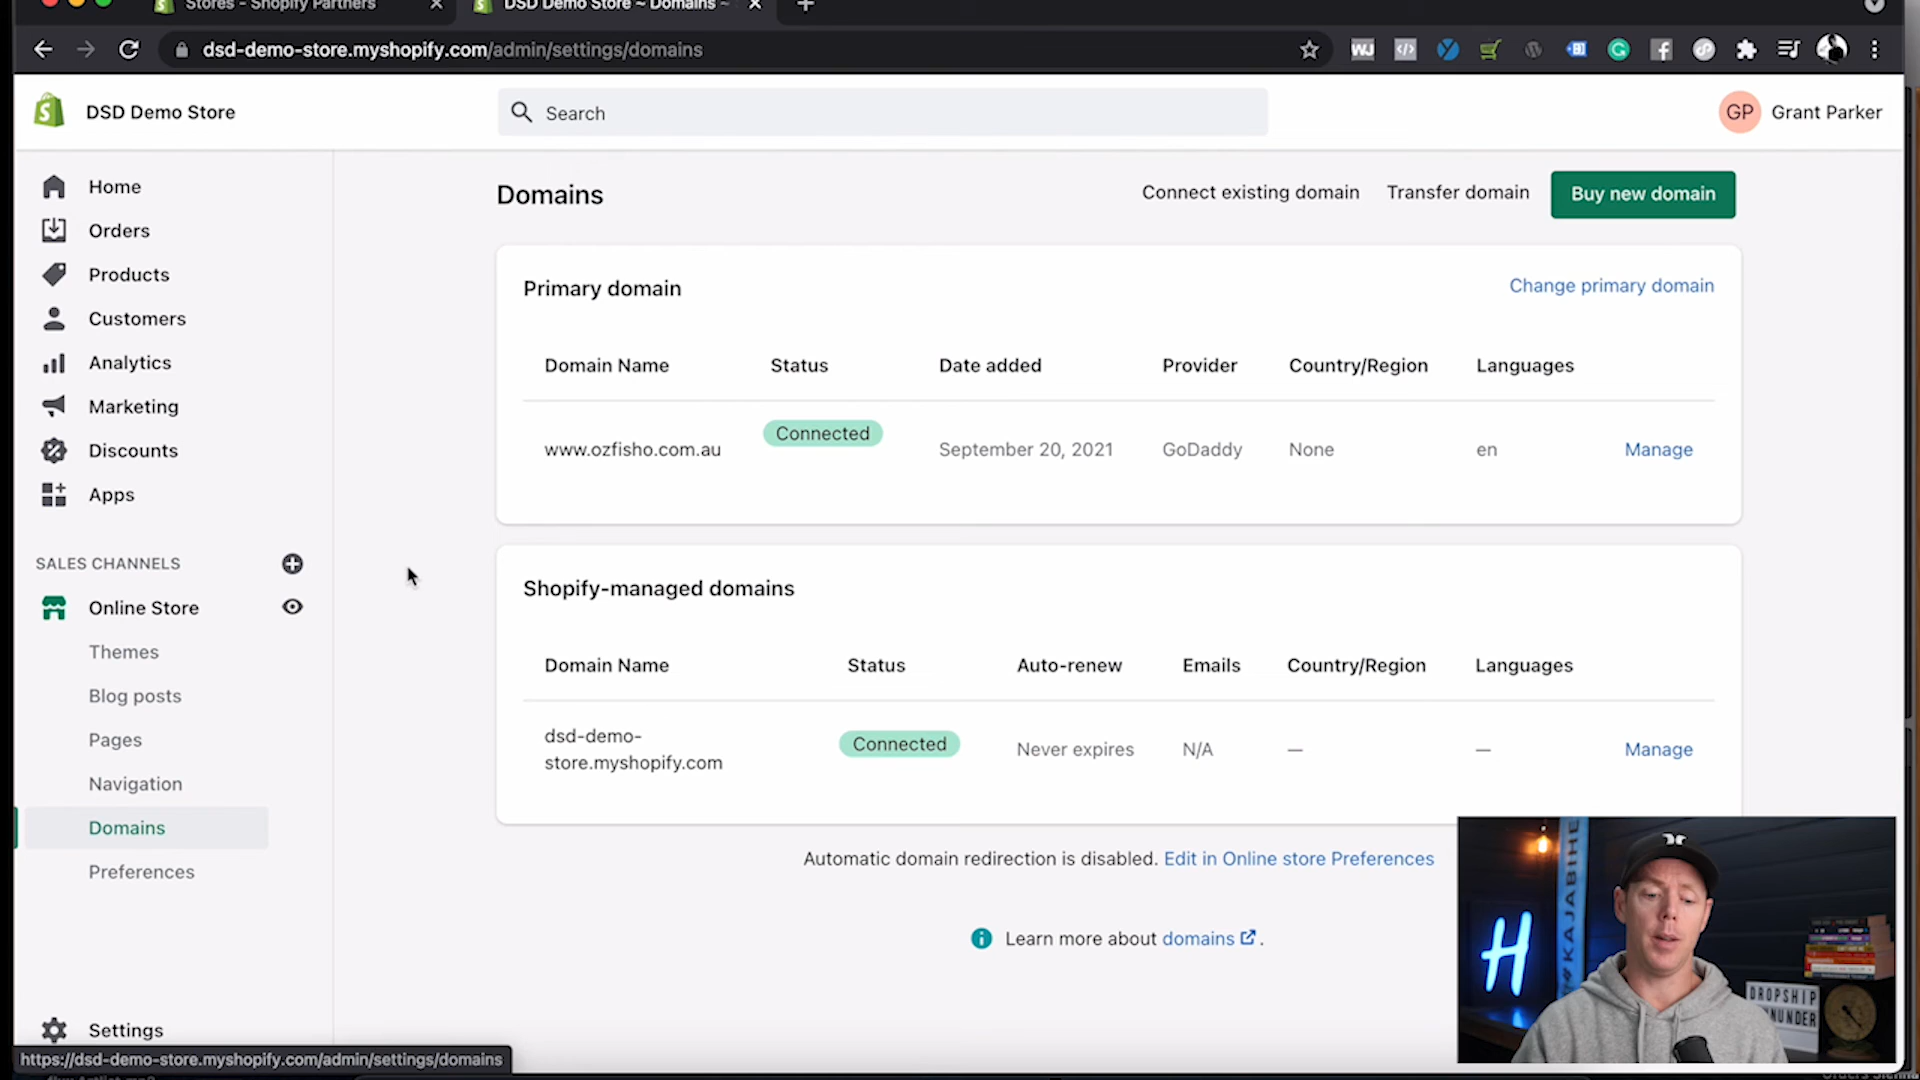 Stores - Shopify Partners
DSD Demo Store ~ Domains ~
dsd-demo-store.myshopify.com/admin/settings/domains
DSD Demo Store
Search
GP
Grant Parker
Home
Orders
Products
Customers
Analytics
Marketing
Discounts
Apps
SALES CHANNELS
Online Store
Themes
Blog posts
Pages
Navigation
Domains
Preferences
Settings
https://dsd-demo-store.myshopify.com/admin/settings/domains
Domains
Connect existing domain
Transfer domain
Buy new domain
Primary domain
Change primary domain
Domain Name Status Date added Provider Country/Region Languages
www.ozfisho.com.au Connected September 20, 2021 GoDaddy None en Manage
Shopify-managed domains
Domain Name Status Auto-renew Emails Country/Region Languages
dsd-demo-
store.myshopify.com Connected Never expires N/A — — Manage
Automatic domain redirection is disabled. Edit in Online store Preferences
Learn more about domains .
H
KAJABIHE
DROPSHIP